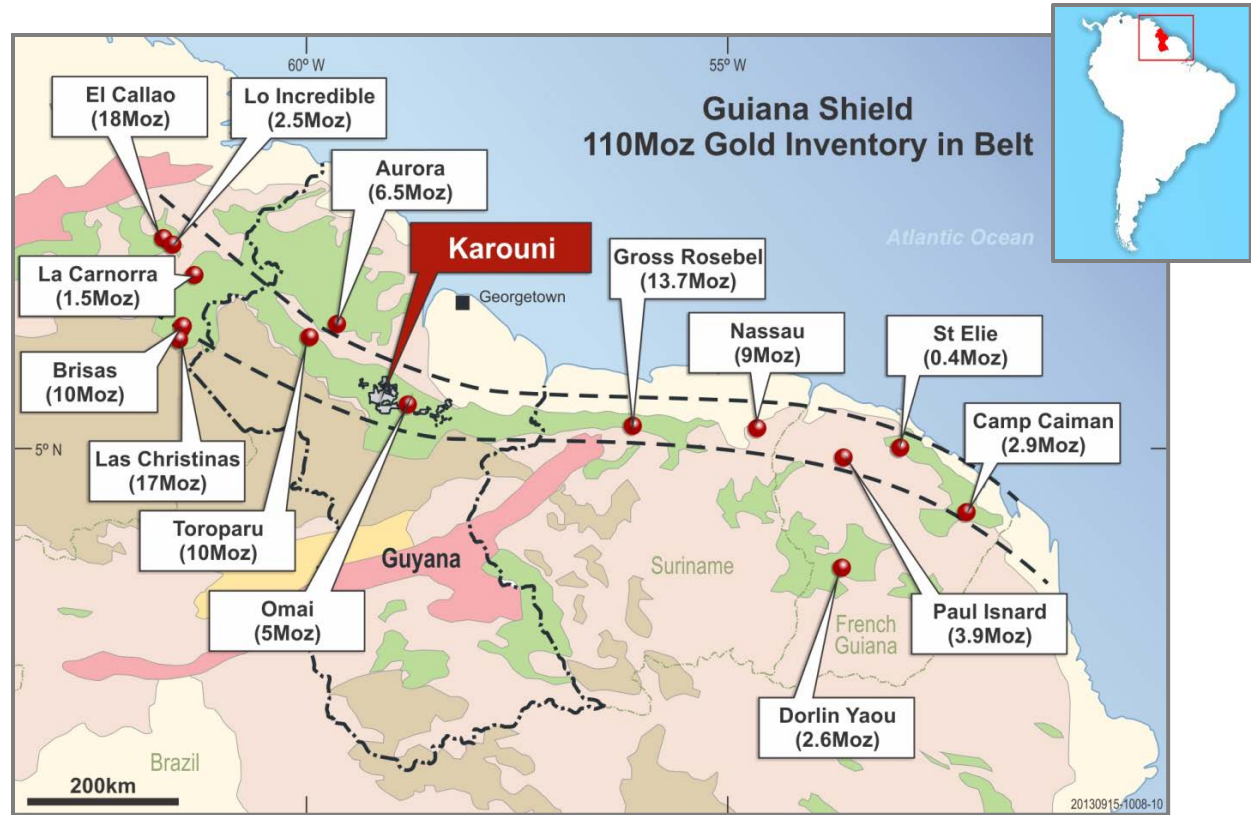 60° W
55° W
Guiana Shield
110Moz Gold Inventory in Belt
El Callao
(18Moz)
Lo Incredible
(2.5Moz)
Aurora
(6.5Moz)
Karouni
Atlantic Ocean
La Carnorra
(1.5Moz)
Georgetown
Gross Rosebel
(13.7Moz)
Nassau
(9Moz)
St Elie
(0.4Moz)
Brisas
(10Moz)
Camp Caiman
(2.9Moz)
5° N
Las Christinas
(17Moz)
Toroparu
(10Moz)
Guyana
Suriname
Omai
(5Moz)
French
Guiana
Paul Isnard
(3.9Moz)
Dorlin Yaou
(2.6Moz)
Brazil
200km
20130915-1008-10